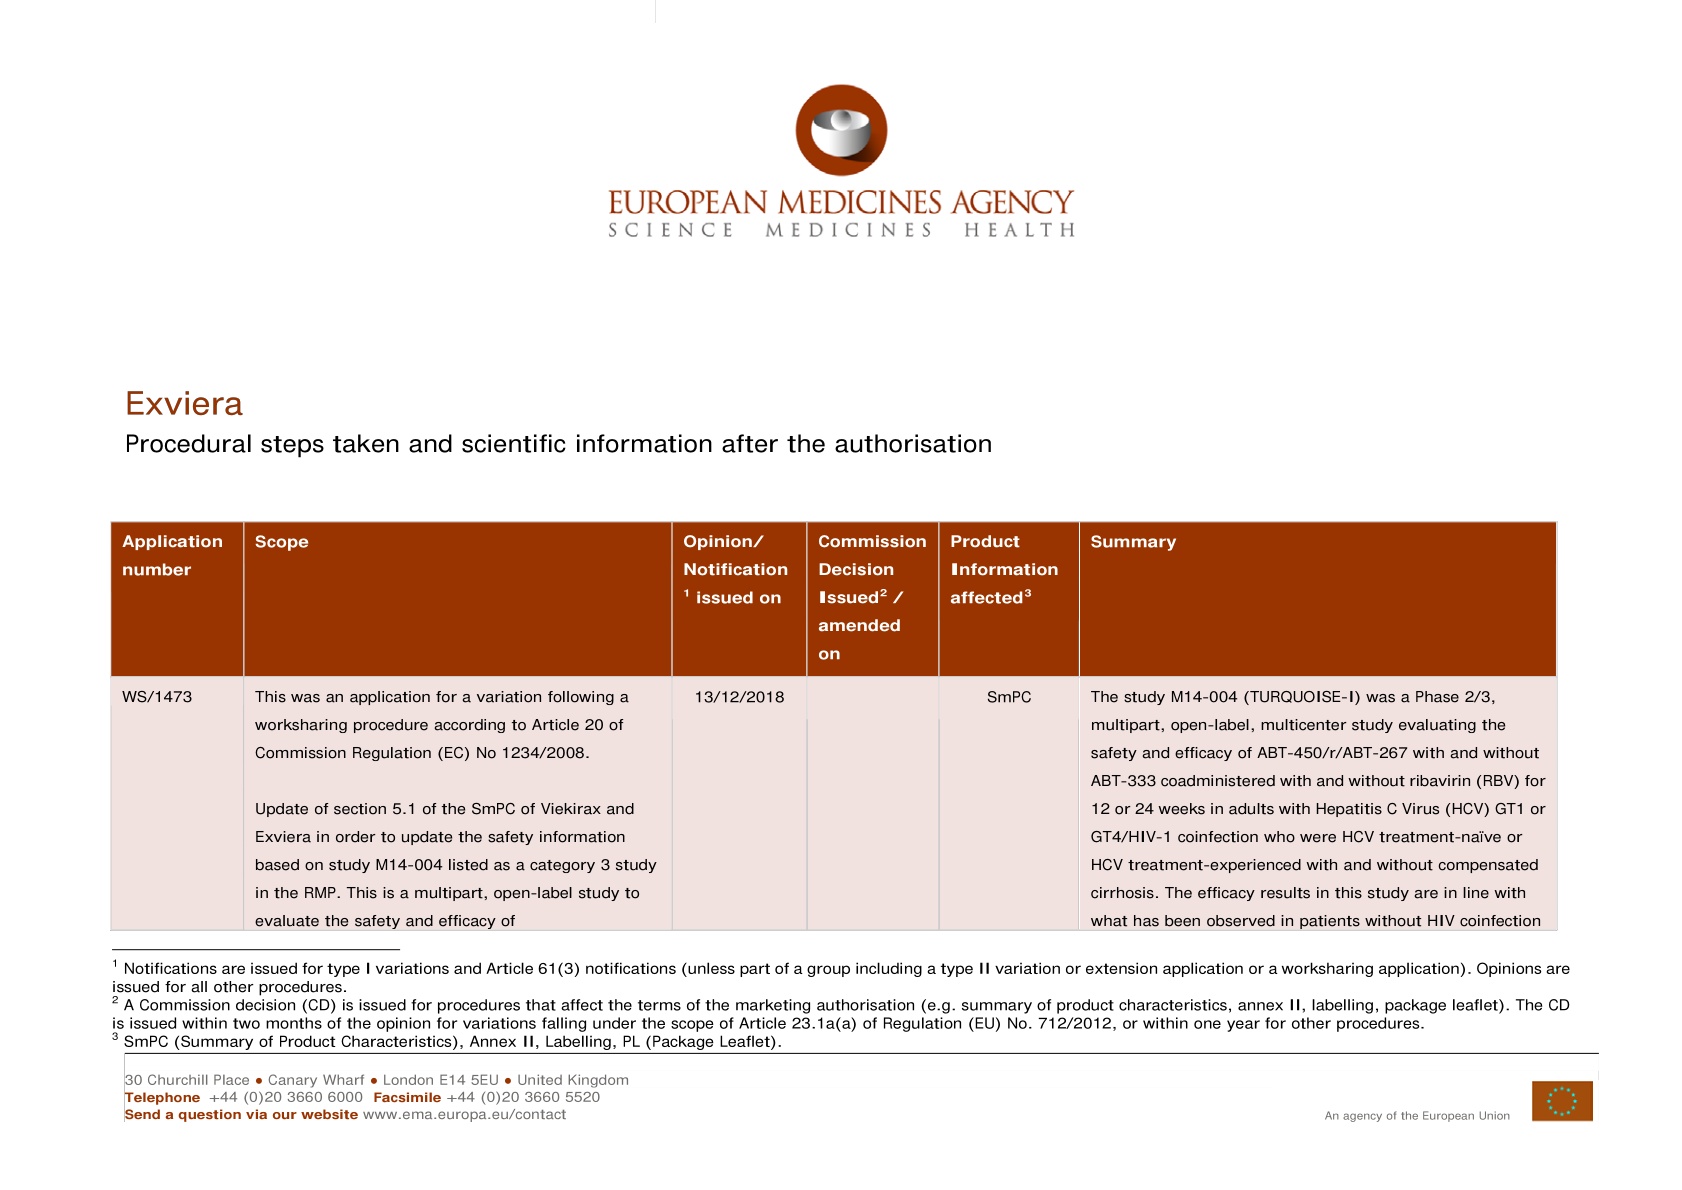 EUROPEAN MEDICINES AGENCY
SCIENCE MEDICINES HEALTH
Exviera
Procedural steps taken and scientific information after the authorisation
Application
number
Scope
Opinion/
Notification
1 issued on
Commission
Decision
Issued2 /
amended
on
Product
Information
affected3
Summary
WS/1473
This was an application for a variation following a
worksharing procedure according to Article 20 of
Commission Regulation (EC) No 1234/2008.
Update of section 5.1 of the SmPC of Viekirax and
Exviera in order to update the safety information
based on study M14-004 listed as a category 3 study
in the RMP. This is a multipart, open-label study to
evaluate the safety and efficacy of
13/12/2018
SmPC
The study M14-004 (TURQUOISE-I) was a Phase 2/3,
multipart, open-label, multicenter study evaluating the
safety and efficacy of ABT-450/r/ABT-267 with and without
ABT-333 coadministered with and without ribavirin (RBV) for
12 or 24 weeks in adults with Hepatitis C Virus (HCV) GT1 or
GT4/HIV-1 coinfection who were HCV treatment-naïve or
HCV treatment-experienced with and without compensated
cirrhosis. The efficacy results in this study are in line with
what has been observed in patients without HIV coinfection
1 Notifications are issued for type I variations and Article 61(3) notifications (unless part of a group including a type II variation or extension application or a worksharing application). Opinions are
issued for all other procedures.
2 A Commission decision (CD) is issued for procedures that affect the terms of the marketing authorisation (e.g. summary of product characteristics, annex II, labelling, package leaflet). The CD
is issued within two months of the opinion for variations falling under the scope of Article 23.1a(a) of Regulation (EU) No. 712/2012, or within one year for other procedures.
3 SmPC (Summary of Product Characteristics), Annex II, Labelling, PL (Package Leaflet).
30 Churchill Place ● Canary Wharf ● London E14 5EU ● United Kingdom
Telephone +44 (0)20 3660 6000 Facsimile +44 (0)20 3660 5520
Send a question via our website www.ema.europa.eu/contact
An agency of the European Union